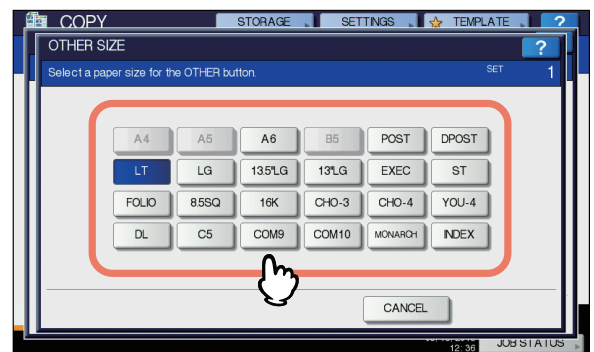 COPY STORAGE SETTINGS TEMPLATE ?
OTHER SIZE ?
Select a paper size for the OTHER button. SET 1
A4 A5 A6 B5 POST DPOST
LT LG 13.5"LG 13"LG EXEC ST
FOLIO 8.5SQ 16K CHO-3 CHO-4 YOU-4
DL C5 COM9 COM10 MONARCH INDEX
CANCEL
12:36 JOB STATUS